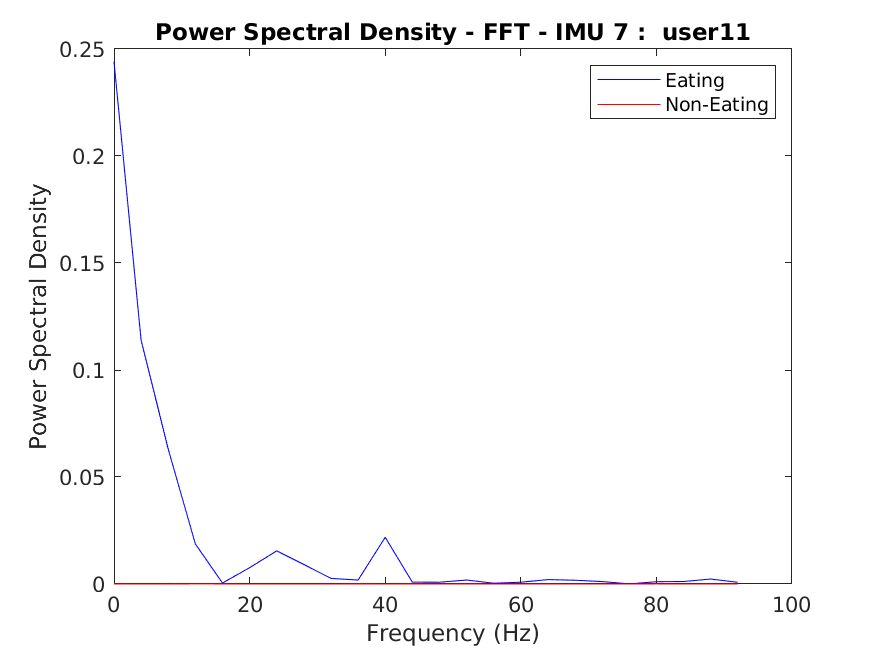 Power Spectral Density - FFT - IMU 7 :  user11
Eating
Non-Eating
Power Spectral Density
0.25
0.2
0.15
0.1
0.05
0
0 20 40 60 80 100
Frequency (Hz)